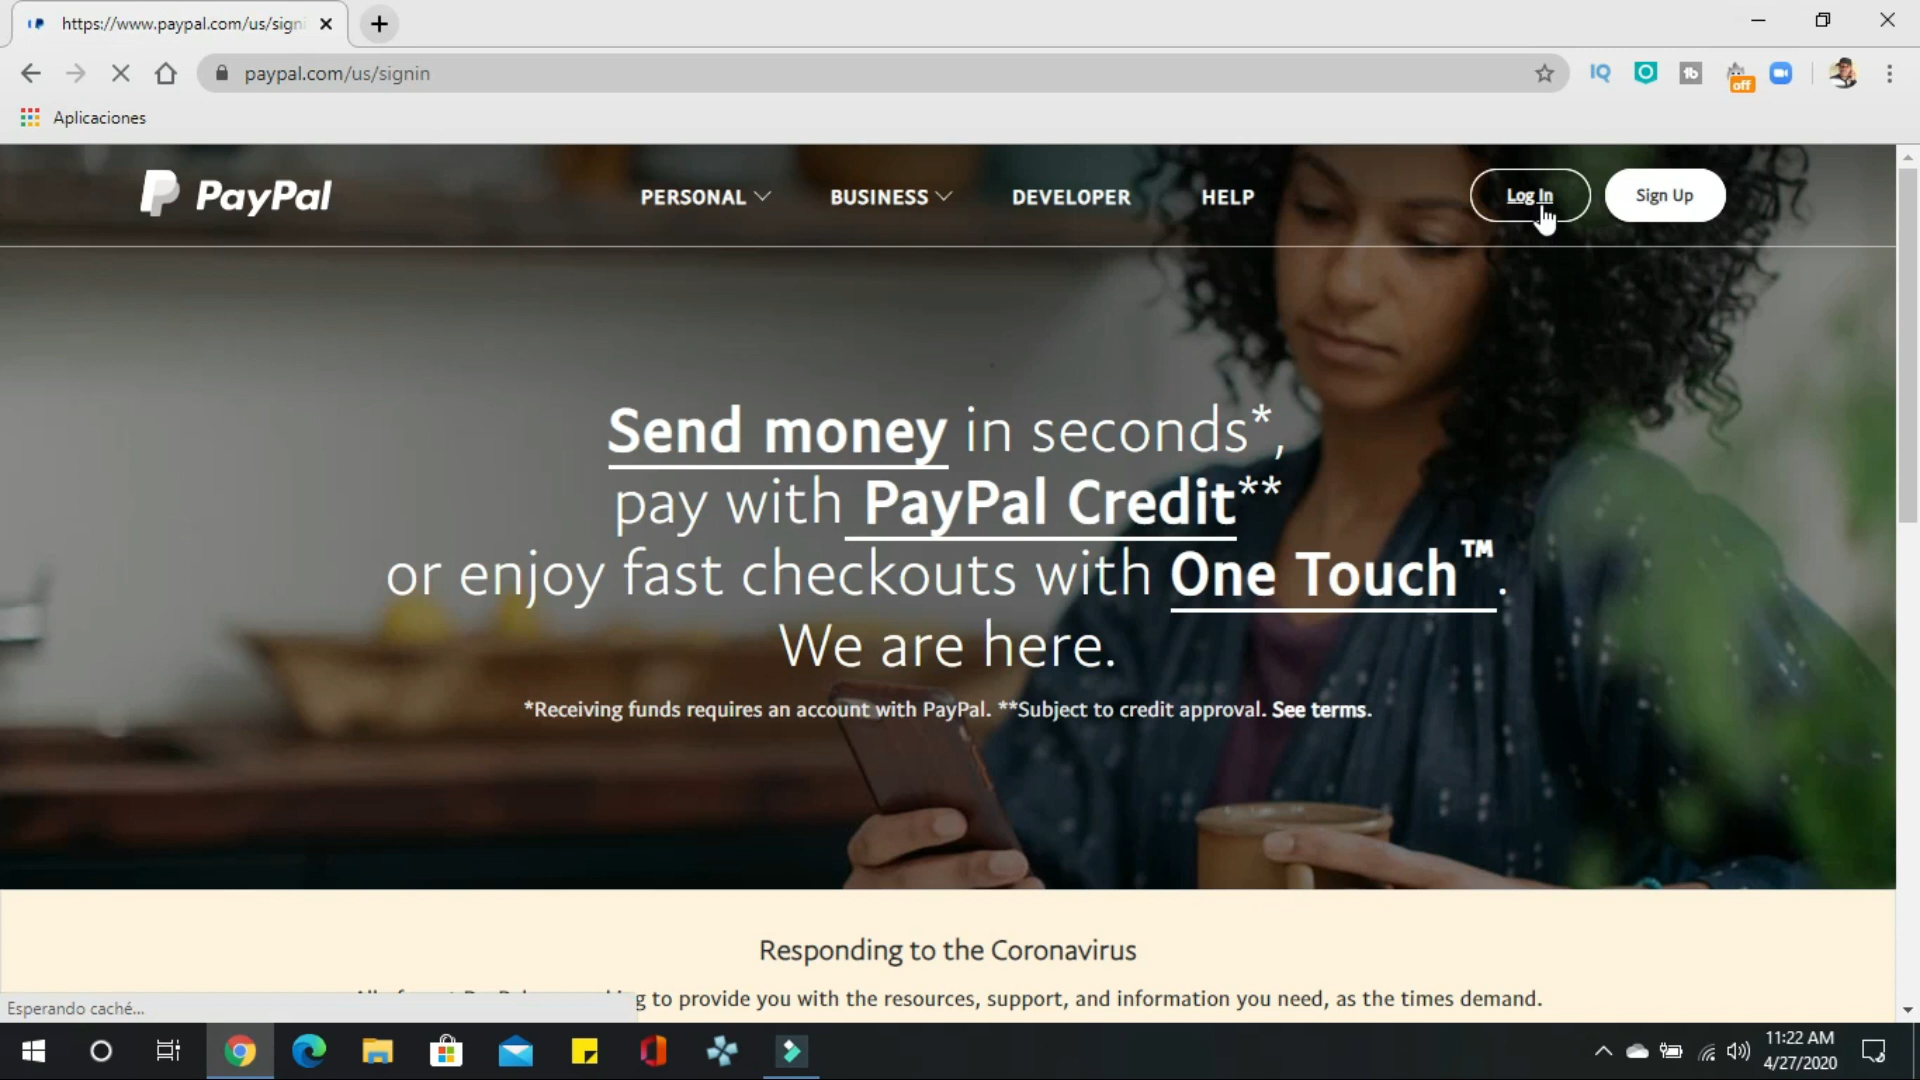 https://www.paypal.com/us/sign
paypal.com/us/signin
Aplicaciones
PayPal
PERSONAL
BUSINESS
DEVELOPER
HELP
Log In
Sign Up
Send money in seconds*,
pay with PayPal Credit**
or enjoy fast checkouts with One Touch™.
We are here.
*Receiving funds requires an account with PayPal. **Subject to credit approval. See terms.
Responding to the Coronavirus
to provide you with the resources, support, and information you need, as the times demand.
Esperando caché...
IQ
tb
off
11:22 AM
4/27/2020